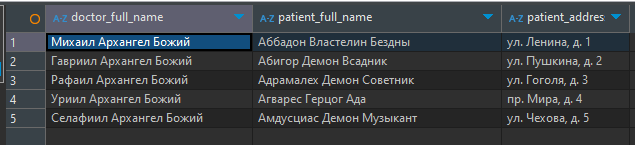 A-Z doctor_full_name A-Z patient_full_name A-Z patient_addres
1 Михаил Архангел Божий Аббадон Властелин Бездны ул. Ленина, д. 1
2 Гавриил Архангел Божий Абигор Демон Всадник ул. Пушкина, д. 2
3 Рафаил Архангел Божий Адрамалех Демон Советник ул. Гоголя, д. 3
4 Уриил Архангел Божий Агварес Герцог Ада пр. Мира, д. 4
5 Селафиил Архангел Божий Амдусциас Демон Музыкант ул. Чехова, д. 5